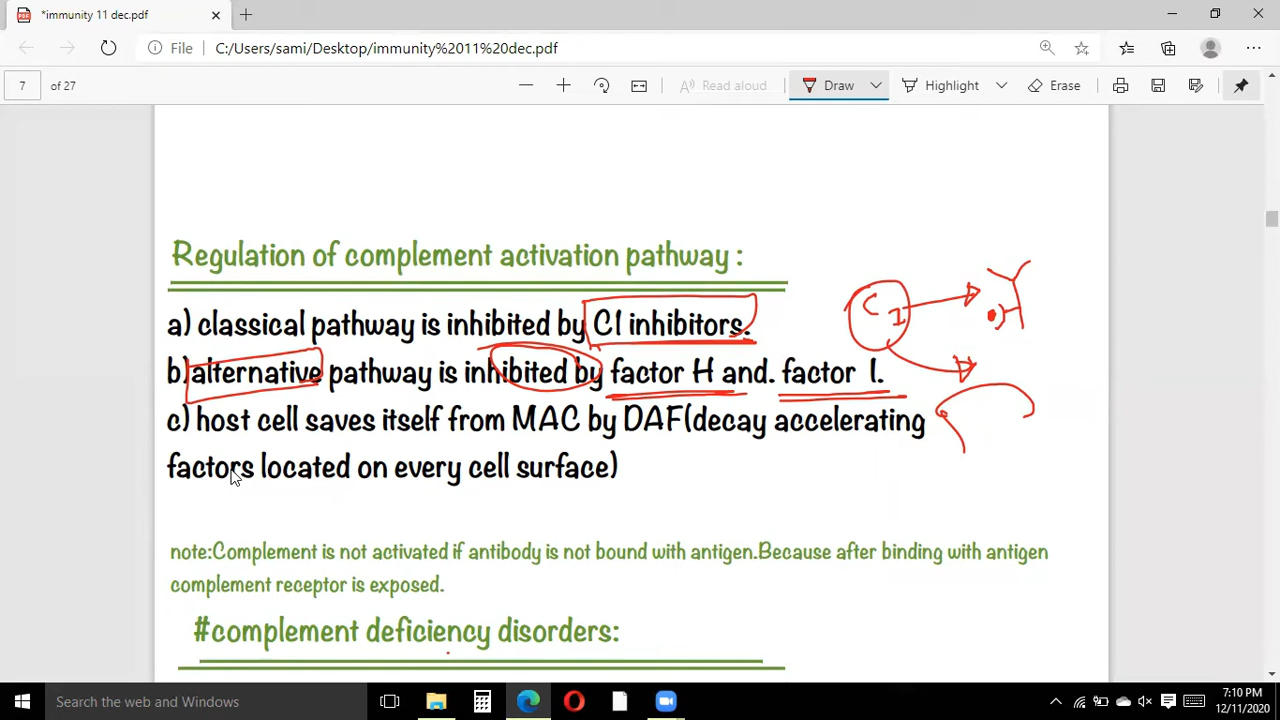 *immunity 11 dec.pdf
File C:/Users/sami/Desktop/immunity%2011%20dec.pdf
7 of 27 Read aloud Draw Highlight Erase
Regulation of complement activation pathway :
a) classical pathway is inhibited by C1 inhibitors.
b).alternative pathway is inhibited by factor H and. factor 1.
c) host cell saves itself from MAC by DAF(decay accelerating
factors located on every cell surface)
C1
note:Complement is not activated if antibody is not bound with antigen.Because after binding with antigen
complement receptor is exposed.
#complement deficiency disorders:
Search the web and Windows
7:10 PM
12/11/2020